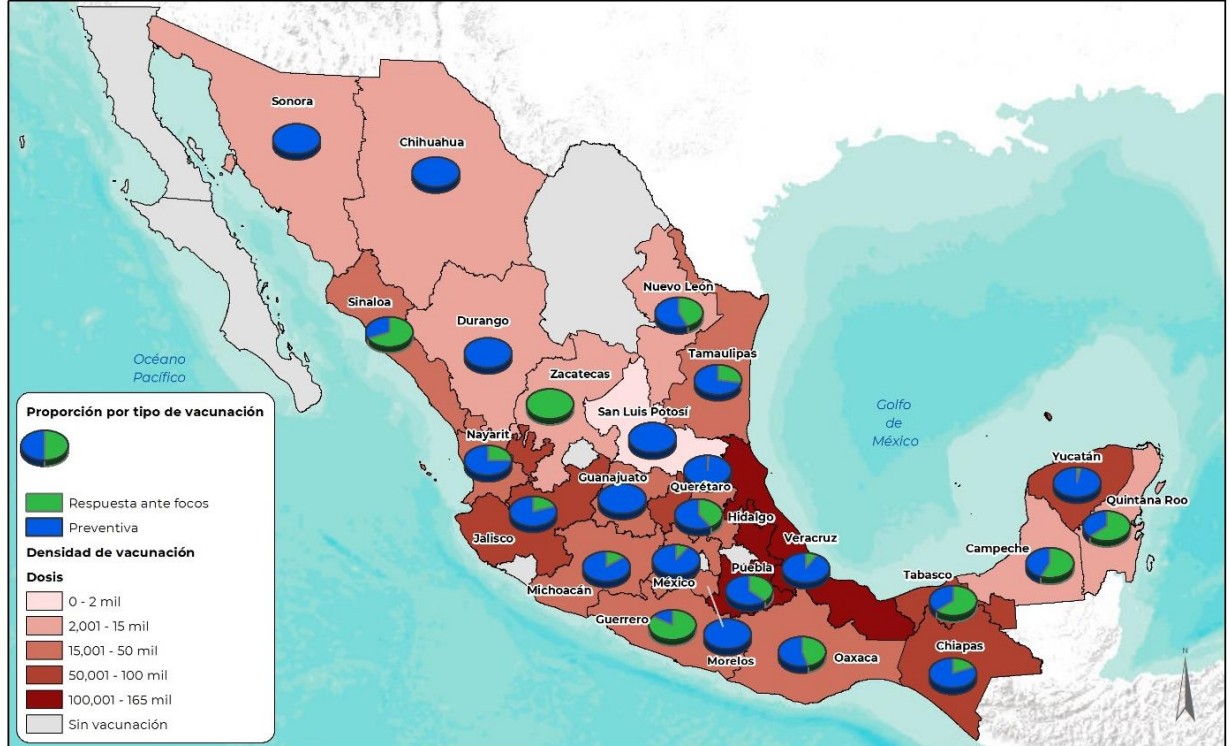 Sonora
Chihuahua
Nuevo León
Sinaloa
Durango
Tamaulipas
Océano
Pacífico
Zacatecas
San Luis Potosí
Golfo
de
México
Nayarit
Guanajuato
Querétaro
Yucatán
Quintana Roo
Jalisco
Hidalgo
Veracruz
Campeche
Michoacán
México
Puebla
Tabasco
Guerrero
Morelos
Oaxaca
Chiapas
N
Proporción por tipo de vacunación
Respuesta ante focos
Preventiva
Densidad de vacunación
Dosis
0 - 2 mil
2,001 - 15 mil
15,001 - 50 mil
50,001 - 100 mil
100,001 - 165 mil
Sin vacunación